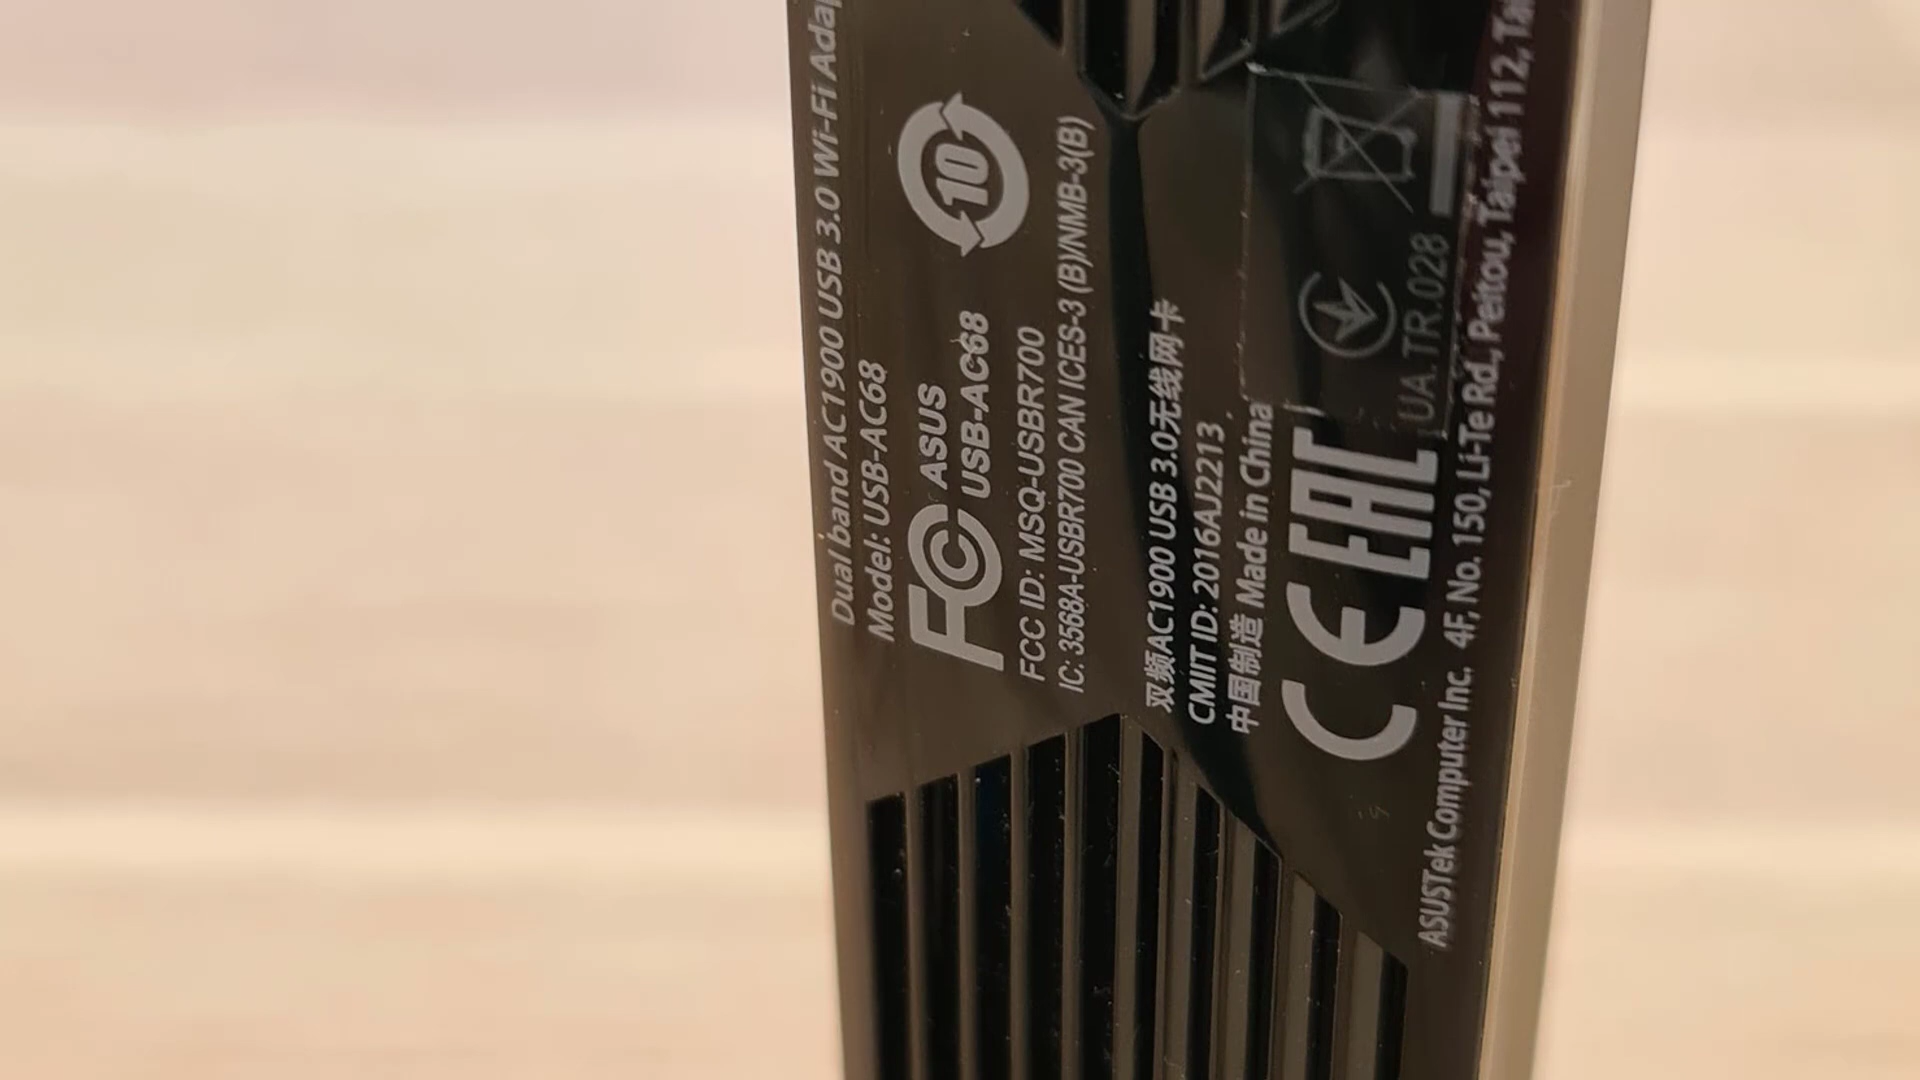 Dual band AC1900 USB 3.0 Wi-Fi Adap
Model: USB-AC68
FC ASUS
USB-AC68
10
FCC ID: MSQ-USBR700
IC: 3568A-USBR700 CAN ICES-3 (B)/NMB-3(B)
双频AC1900 USB 3.0无线网卡
CMIIT ID: 2016AJ2213
中国制造 Made in China
CE EAC
UA.TR.028
ASUSTek Computer Inc. 4F, No. 150, Li-Te Rd., Peitou, Taipei 112, Tai